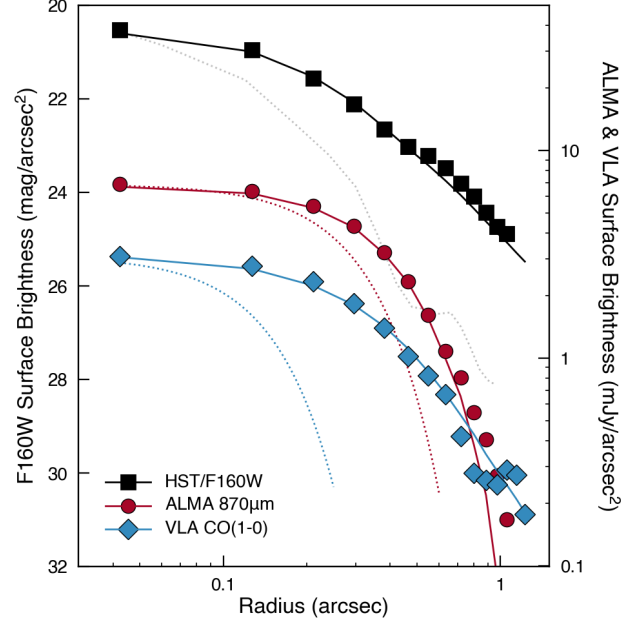 20
22
24
26
28
30
32
F160W Surface Brightness (mag/arcsec²)
10
1
0.1
ALMA & VLA Surface Brightness (mJy/arcsec²)
HST/F160W
ALMA 870μm
VLA CO(1-0)
0.1
1
Radius (arcsec)